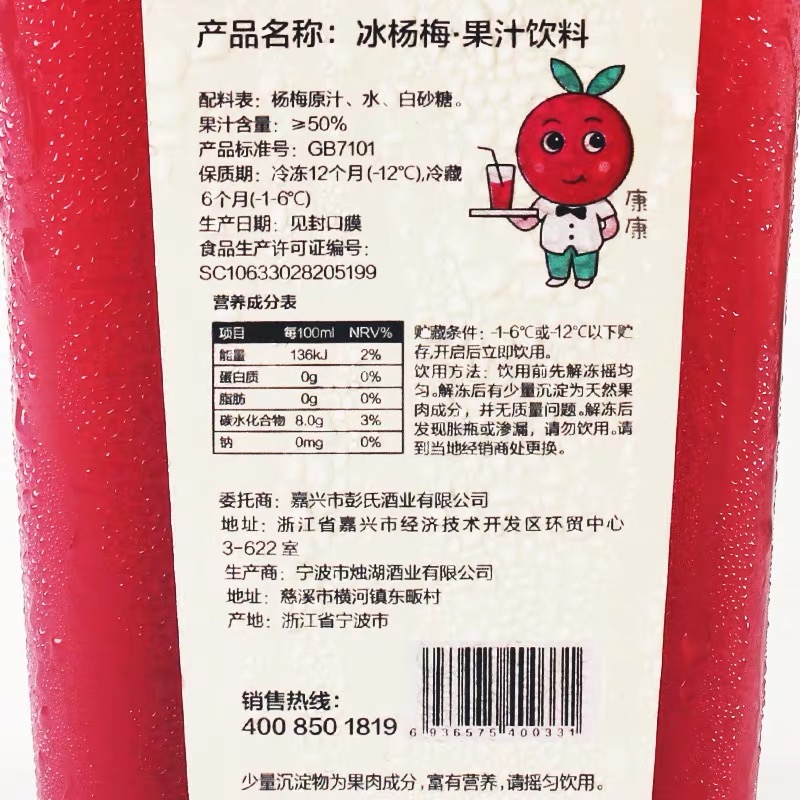 产品名称：冰杨梅·果汁饮料
配料表：杨梅原汁、水、白砂糖。
果汁含量：≥50%
产品标准号：GB7101
保质期：冷冻12个月(-12℃),冷藏
6个月(-1-6℃)
生产日期：见封口膜
食品生产许可证编号：
SC10633028205199
康康
营养成分表
项目 每100ml NRV%
能量 136kJ 2%
蛋白质 0g 0%
脂肪 0g 0%
碳水化合物 8.0g 3%
钠 0mg 0%
贮藏条件：-1-6℃或-12℃以下贮
存,开启后立即饮用。
饮用方法：饮用前先解冻摇均
匀。解冻后有少量沉淀为天然果
肉成分，并无质量问题。解冻后
发现胀瓶或渗漏，请勿饮用。请
到当地经销商处更换。
委托商：嘉兴市彭氏酒业有限公司
地址：浙江省嘉兴市经济技术开发区环贸中心
3-622室
生产商：宁波市烛湖酒业有限公司
地址：慈溪市横河镇东畈村
产地：浙江省宁波市
销售热线：
400 850 1819
6 936575 400331
少量沉淀物为果肉成分,富有营养,请摇匀饮用。